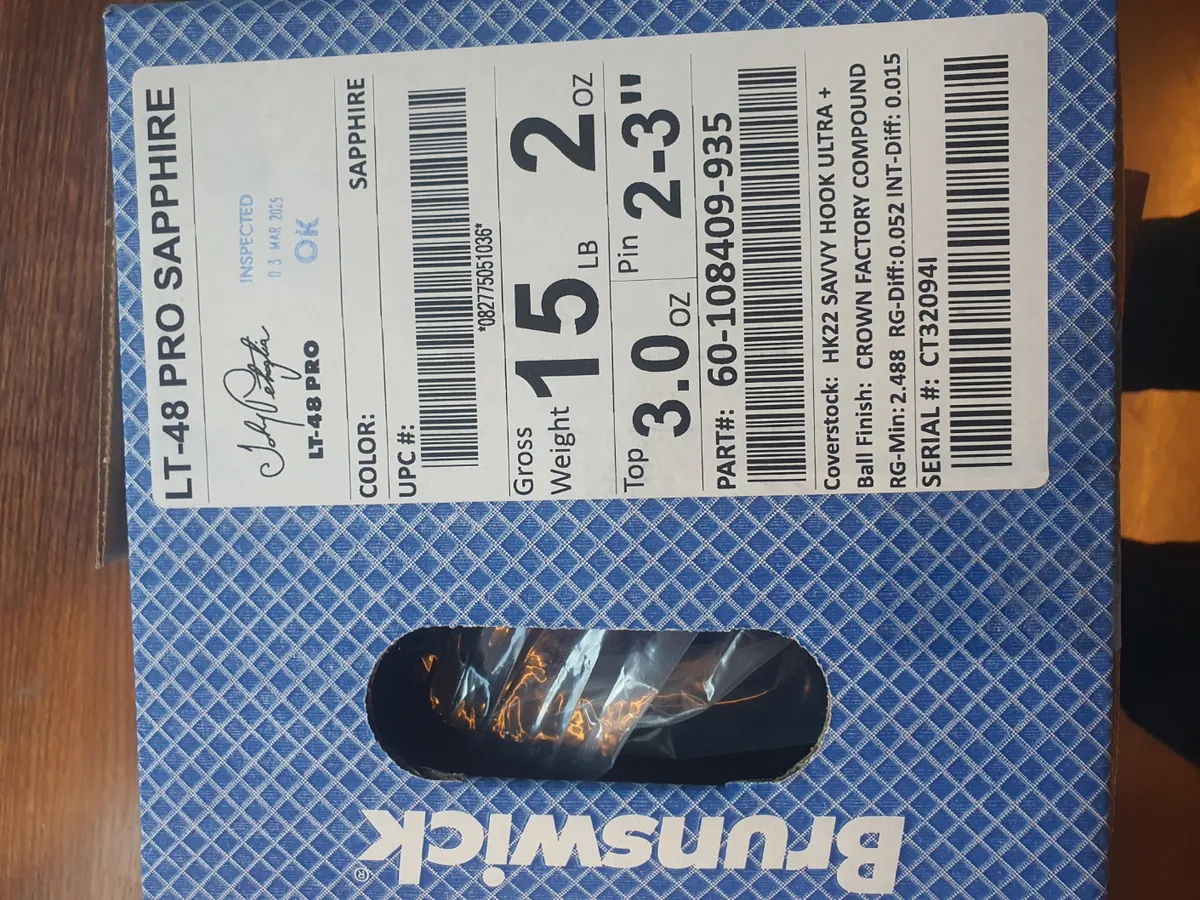 LT-48 PRO SAPPHIRE
INSPECTED
03 MAR 2025
OK
LT-48 PRO
COLOR: SAPPHIRE
UPC #:
*082775051036*
Gross Weight 15 LB 2 OZ
Top 3.0 OZ Pin 2-3"
PART#: 60-108409-935
Coverstock: HK22 SAVVY HOOK ULTRA +
Ball Finish: CROWN FACTORY COMPOUND
RG-Min: 2.488 RG-Diff: 0.052 INT-Diff: 0.015
SERIAL #: CT32094I
Brunswick®